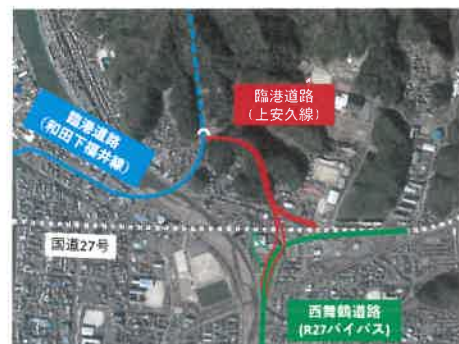 臨港道路
(上安久線)
臨港道路
(和田下福井線)
国道27号
西舞鶴道路
(R27バイパス)